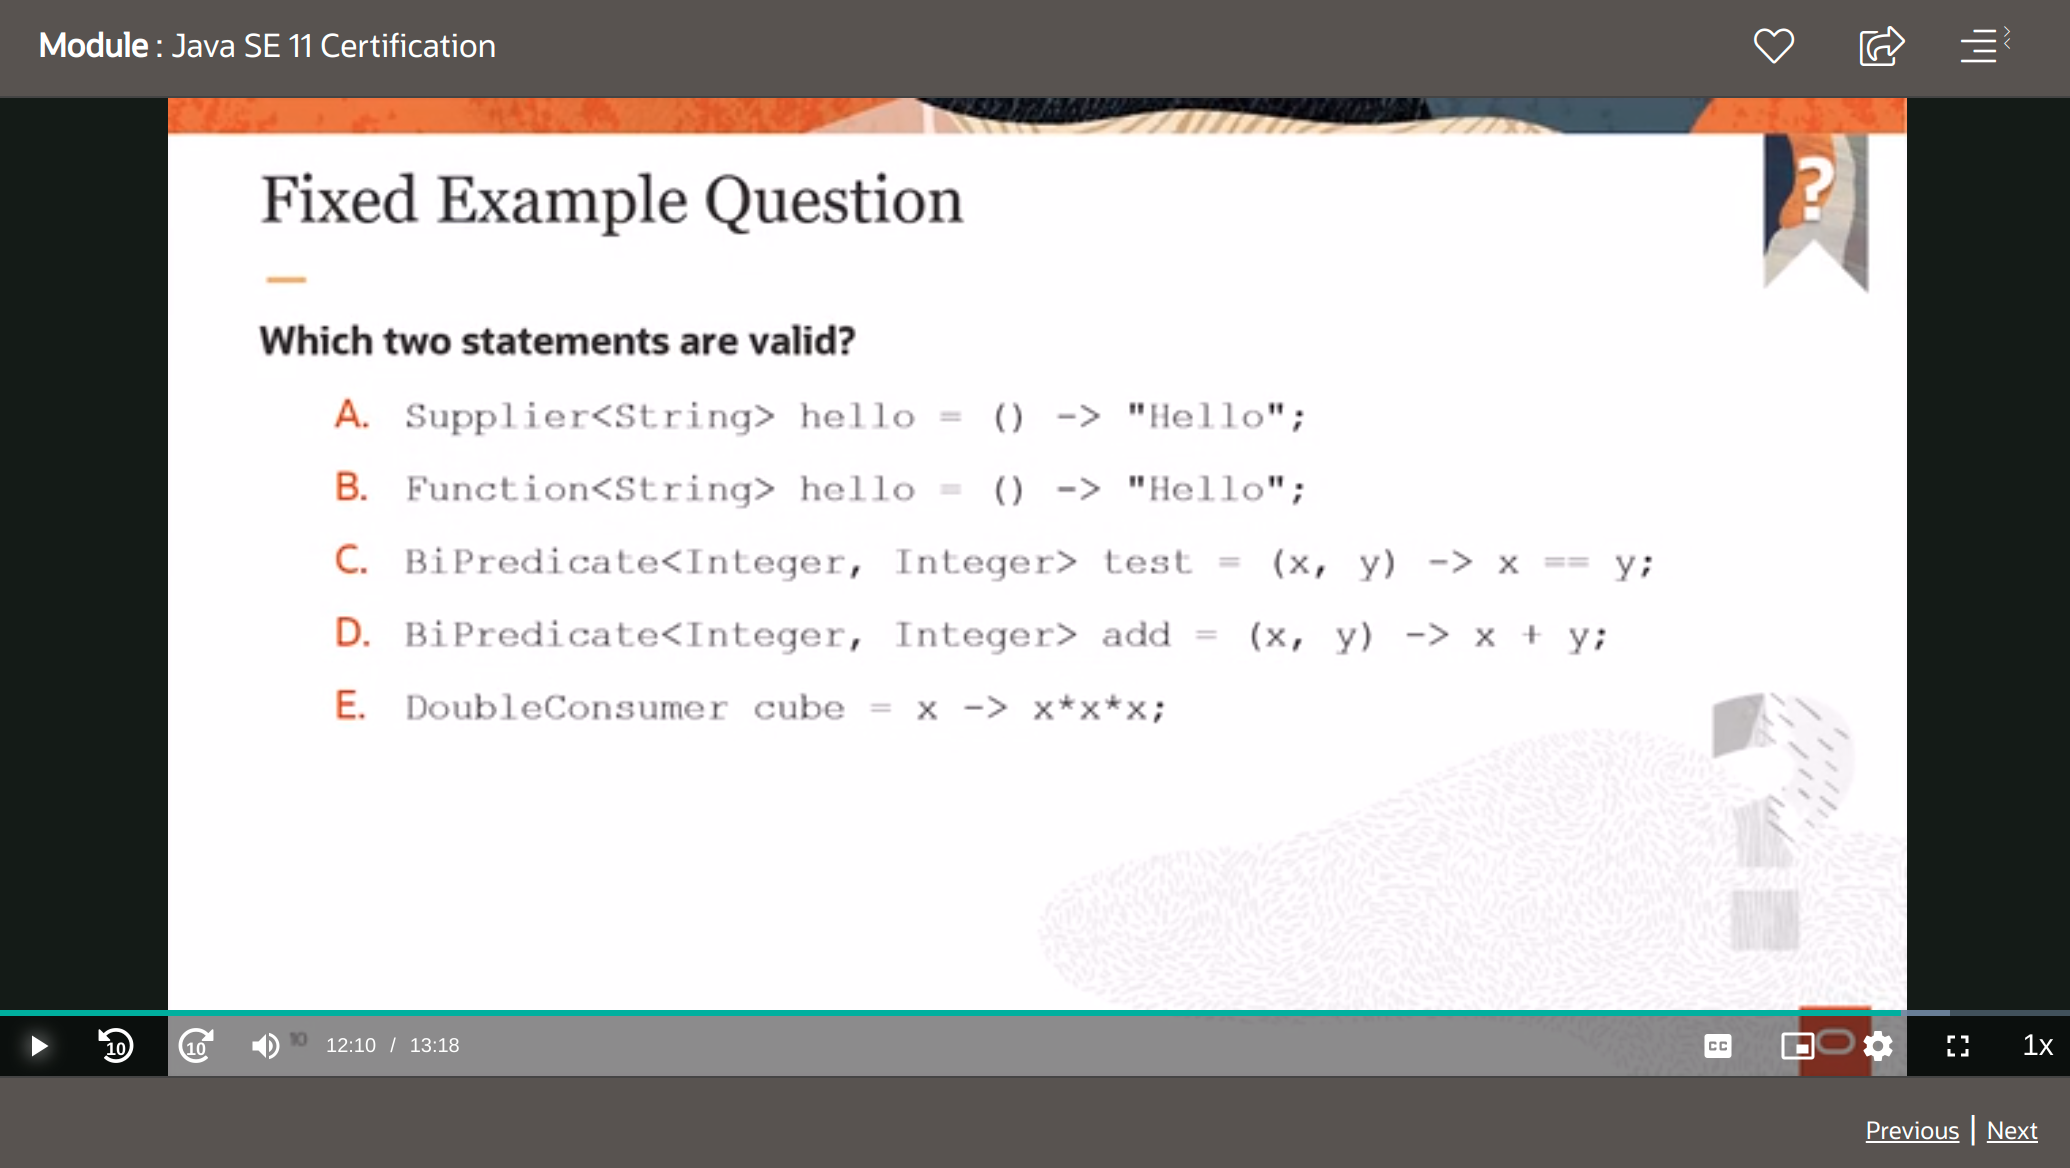 Module : Java SE 11 Certification
?
Fixed Example Question
Which two statements are valid?
A. Supplier<String> hello = () -> "Hello";
B. Function<String> hello = () -> "Hello";
C. BiPredicate<Integer, Integer> test = (x, y) -> x == y;
D. BiPredicate<Integer, Integer> add = (x, y) -> x + y;
E. DoubleConsumer cube = x -> x*x*x;
10 10 10 12:10 / 13:18 CC 1x
Previous | Next